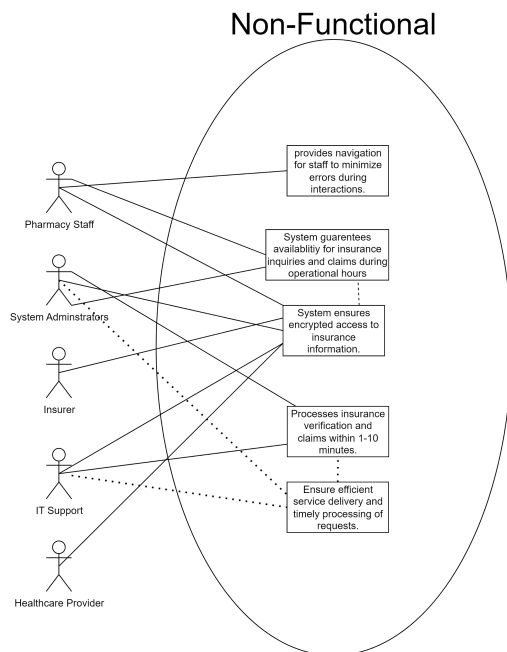 Non-Functional
provides navigation
for staff to minimize
errors during
interactions.
Pharmacy Staff
System guarentees
availablitiy for insurance
inquiries and claims during
operational hours
System Adminstrators
System ensures
encrypted access to
insurance
information.
Insurer
Processes insurance
verification and
claims within 1-10
minutes.
IT Support
Ensure efficient
service delivery and
timely processing of
requests.
Healthcare Provider